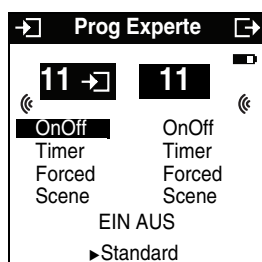 Prog Experte
11 11
OnOff OnOff
Timer Timer
Forced Forced
Scene Scene
EIN AUS
▸Standard